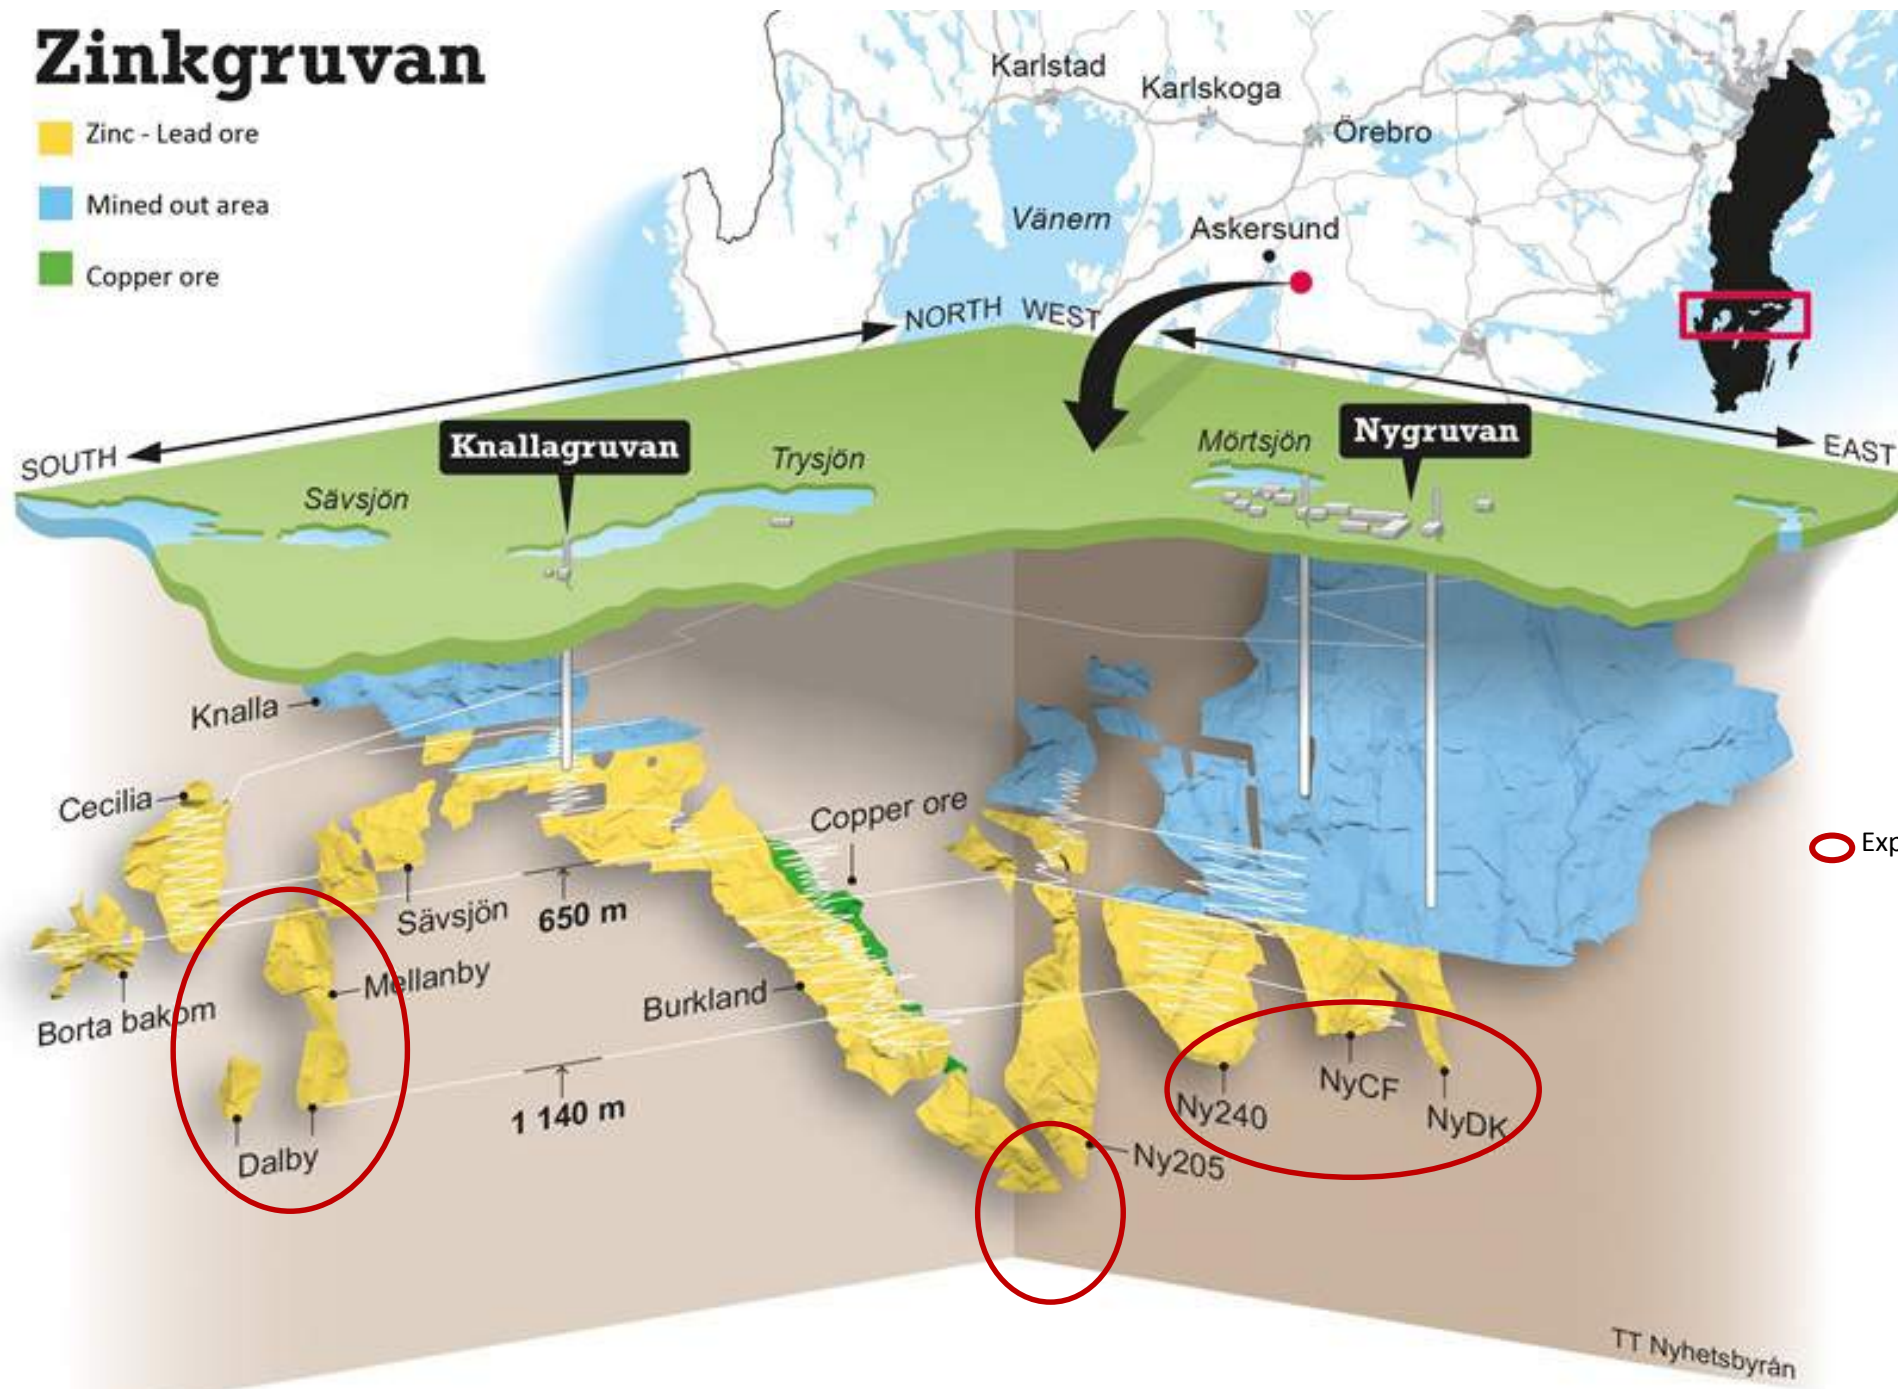 Zinkgruvan
Zinc - Lead ore
Mined out area
Copper ore
Karlstad
Karlskoga
Örebro
Vänern
Askersund
NORTH
WEST
SOUTH
EAST
Knallagruvan
Nygruvan
Sävsjön
Trysjön
Mörtsjön
Knalla
Cecilia
Copper ore
Sävsjön
650 m
Mellanby
Borta bakom
Burkland
1 140 m
Dalby
Ny205
Ny240
NyCF
NyDK
Exp
TT Nyhetsbyrån